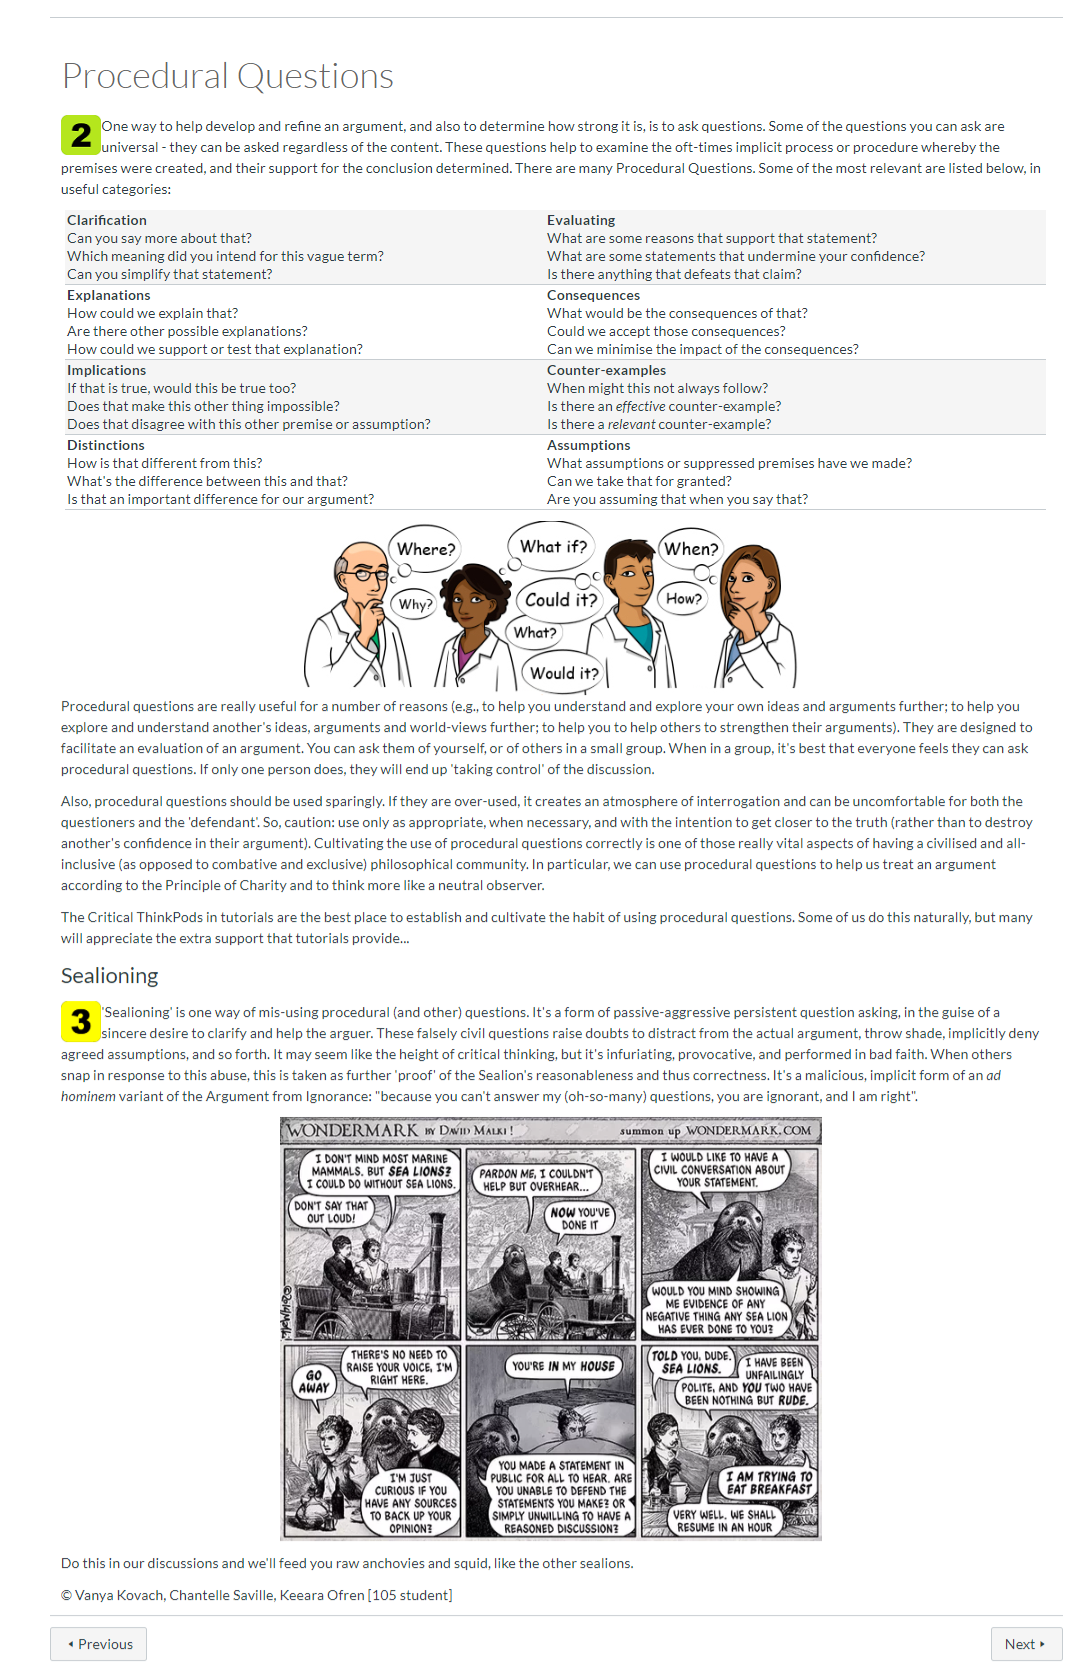 Procedural Questions
2
One way to help develop and refine an argument, and also to determine how strong it is, is to ask questions. Some of the questions you can ask are
universal - they can be asked regardless of the content. These questions help to examine the oft-times implicit process or procedure whereby the
premises were created, and their support for the conclusion determined. There are many Procedural Questions. Some of the most relevant are listed below, in
useful categories:
Clarification
Can you say more about that?
Which meaning did you intend for this vague term?
Can you simplify that statement?
Evaluating
What are some reasons that support that statement?
What are some statements that undermine your confidence?
Is there anything that defeats that claim?
Explanations
How could we explain that?
Are there other possible explanations?
How could we support or test that explanation?
Consequences
What would be the consequences of that?
Could we accept those consequences?
Can we minimise the impact of the consequences?
Implications
If that is true, would this be true too?
Does that make this other thing impossible?
Does that disagree with this other premise or assumption?
Counter-examples
When might this not always follow?
Is there an effective counter-example?
Is there a relevant counter-example?
Distinctions
How is that different from this?
What's the difference between this and that?
Is that an important difference for our argument?
Assumptions
What assumptions or suppressed premises have we made?
Can we take that for granted?
Are you assuming that when you say that?
Where?
What if?
When?
Why?
Could it?
How?
What?
Would it?
Procedural questions are really useful for a number of reasons (e.g., to help you understand and explore your own ideas and arguments further; to help you
explore and understand another's ideas, arguments and world-views further; to help you to help others to strengthen their arguments). They are designed to
facilitate an evaluation of an argument. You can ask them of yourself, or of others in a small group. When in a group, it's best that everyone feels they can ask
procedural questions. If only one person does, they will end up 'taking control' of the discussion.
Also, procedural questions should be used sparingly. If they are over-used, it creates an atmosphere of interrogation and can be uncomfortable for both the
questioners and the 'defendant'. So, caution: use only as appropriate, when necessary, and with the intention to get closer to the truth (rather than to destroy
another's confidence in their argument). Cultivating the use of procedural questions correctly is one of those really vital aspects of having a civilised and all-
inclusive (as opposed to combative and exclusive) philosophical community. In particular, we can use procedural questions to help us treat an argument
according to the Principle of Charity and to think more like a neutral observer.
The Critical ThinkPods in tutorials are the best place to establish and cultivate the habit of using procedural questions. Some of us do this naturally, but many
will appreciate the extra support that tutorials provide...
Sealioning
3
'Sealioning' is one way of mis-using procedural (and other) questions. It's a form of passive-aggressive persistent question asking, in the guise of a
sincere desire to clarify and help the arguer. These falsely civil questions raise doubts to distract from the actual argument, throw shade, implicitly deny
agreed assumptions, and so forth. It may seem like the height of critical thinking, but it's infuriating, provocative, and performed in bad faith. When others
snap in response to this abuse, this is taken as further 'proof' of the Sealion's reasonableness and thus correctness. It's a malicious, implicit form of an ad
hominem variant of the Argument from Ignorance: "because you can't answer my (oh-so-many) questions, you are ignorant, and I am right".
WONDERMARK BY DAVID MALKI !
summon up WONDERMARK.COM
I DON'T MIND MOST MARINE
MAMMALS. BUT SEA LIONS?
I COULD DO WITHOUT SEA LIONS.
DON'T SAY THAT
OUT LOUD!
PARDON ME, I COULDN'T
HELP BUT OVERHEAR...
NOW YOU'VE
DONE IT
I WOULD LIKE TO HAVE A
CIVIL CONVERSATION ABOUT
YOUR STATEMENT.
WOULD YOU MIND SHOWING
ME EVIDENCE OF ANY
NEGATIVE THING ANY SEA LION
HAS EVER DONE TO YOU?
GO
AWAY
THERE'S NO NEED TO
RAISE YOUR VOICE, I'M
RIGHT HERE.
I'M JUST
CURIOUS IF YOU
HAVE ANY SOURCES
TO BACK UP YOUR
OPINION?
YOU'RE IN MY HOUSE
YOU MADE A STATEMENT IN
PUBLIC FOR ALL TO HEAR. ARE
YOU UNABLE TO DEFEND THE
STATEMENTS YOU MAKE? OR
SIMPLY UNWILLING TO HAVE A
REASONED DISCUSSION?
TOLD YOU, DUDE.
SEA LIONS.
I HAVE BEEN
UNFAILINGLY
POLITE, AND YOU TWO HAVE
BEEN NOTHING BUT RUDE.
I AM TRYING TO
EAT BREAKFAST
VERY WELL. WE SHALL
RESUME IN AN HOUR
Do this in our discussions and we'll feed you raw anchovies and squid, like the other sealions.
© Vanya Kovach, Chantelle Saville, Keeara Ofren [105 student]
Previous
Next